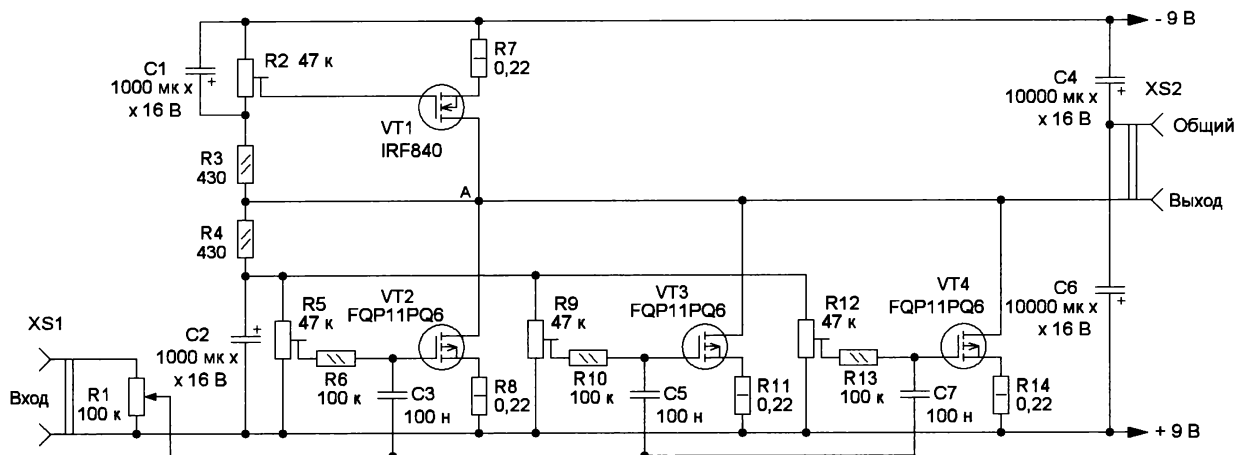 - 9 В
R7
0,22
C1
1000 мк х
х 16 В
R2 47 к
C4
10000 мк х
х 16 В
XS2
Общий
VT1
IRF840
R3
430
A
Выход
R4
430
VT2
FQP11PQ6
VT3
FQP11PQ6
VT4
FQP11PQ6
C6
10000 мк х
х 16 В
R5
47 к
R9
47 к
R12
47 к
XS1
C2
1000 мк х
х 16 В
Вход
R1
100 к
R6
100 к
C3
100 н
R8
0,22
R10
100 к
C5
100 н
R11
0,22
R13
100 к
C7
100 н
R14
0,22
+ 9 В